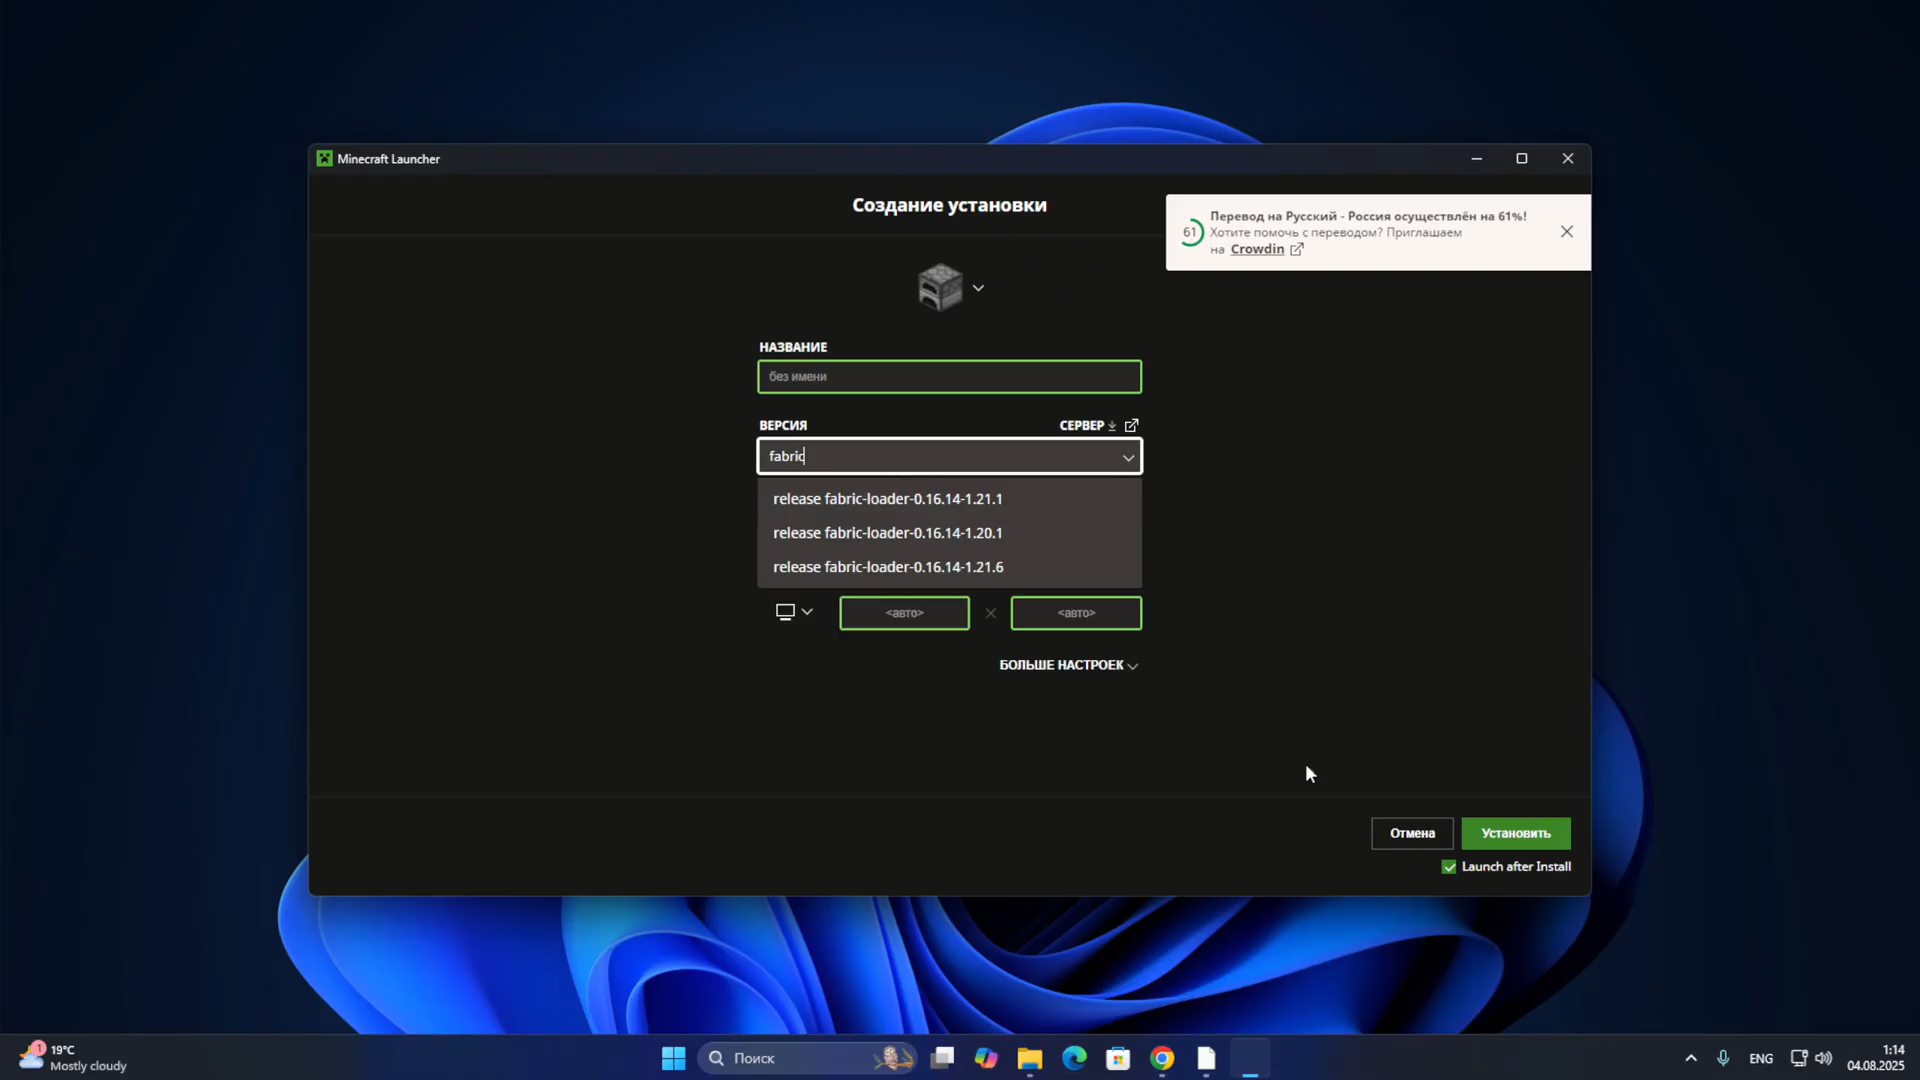 Minecraft Launcher
Создание установки
61
Перевод на Русский - Россия осуществлён на 61%!
Хотите помочь с переводом? Приглашаем
на Crowdin
НАЗВАНИЕ
без имени
ВЕРСИЯ
СЕРВЕР
fabric
release fabric-loader-0.16.14-1.21.1
release fabric-loader-0.16.14-1.20.1
release fabric-loader-0.16.14-1.21.6
<авто>
<авто>
БОЛЬШЕ НАСТРОЕК
Отмена
Установить
Launch after Install
1
19°C
Mostly cloudy
Поиск
ENG
1:14
04.08.2025